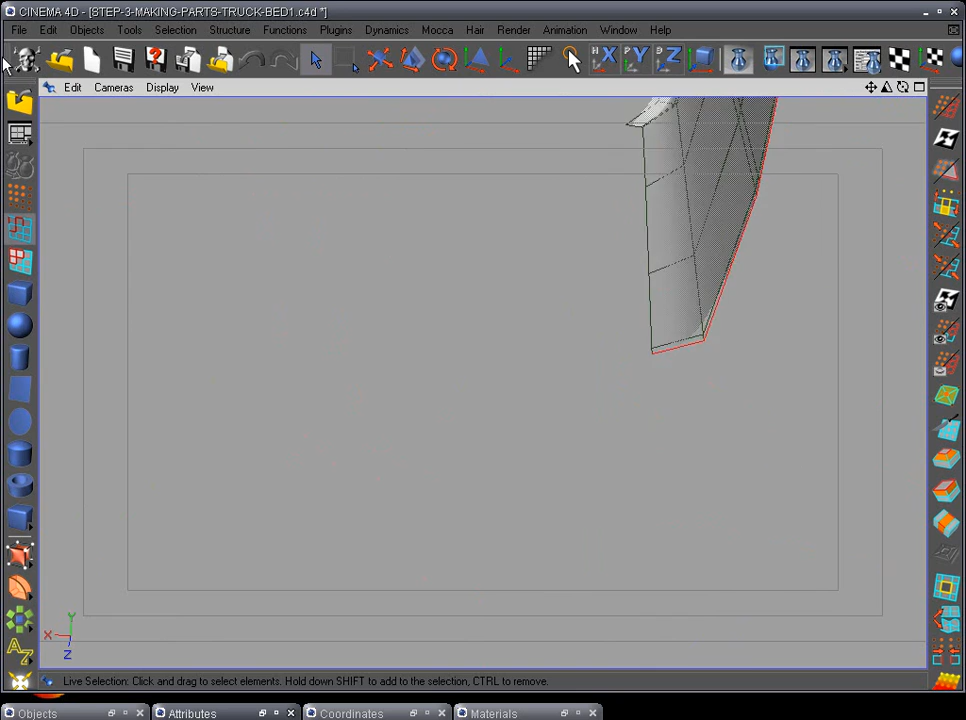 CINEMA 4D - [STEP-3-MAKING-PARTS-TRUCK-BED1.c4d *]
File Edit Objects Tools Selection Structure Functions Plugins Dynamics Mocca Hair Render Animation Window Help
X Y Z
Edit Cameras Display View
Y
X
Z
Live Selection: Click and drag to select elements. Hold down SHIFT to add to the selection, CTRL to remove.
Objects Attributes Coordinates Materials